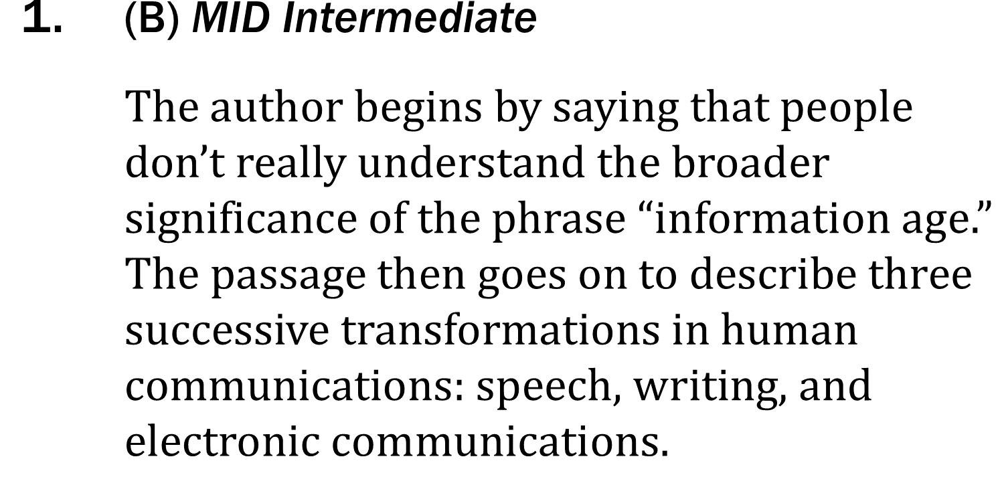 1. (B) MID Intermediate
The author begins by saying that people
don’t really understand the broader
significance of the phrase “information age.”
The passage then goes on to describe three
successive transformations in human
communications: speech, writing, and
electronic communications.